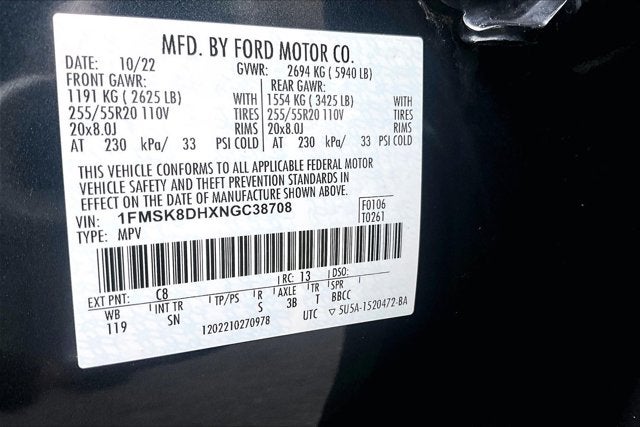 MFD. BY FORD MOTOR CO.
DATE: 10/22 GVWR: 2694 KG ( 5940 LB)
FRONT GAWR: REAR GAWR:
1191 KG ( 2625 LB) WITH 1554 KG ( 3425 LB) WITH
255/55R20 110V TIRES 255/55R20 110V TIRES
20x8.0J RIMS 20x8.0J RIMS
AT 230 kPa/ 33 PSI COLD AT 230 kPa/ 33 PSI COLD
THIS VEHICLE CONFORMS TO ALL APPLICABLE FEDERAL MOTOR
VEHICLE SAFETY AND THEFT PREVENTION STANDARDS IN
EFFECT ON THE DATE OF MANUFACTURE SHOWN ABOVE.
VIN: 1FMSK8DHXNGC38708 F0106
TYPE: MPV T0261
EXT PNT: C8 RC: 13 DSO:
WB INT TR TP/PS R AXLE TR SPR
119 SN S 3B T BBCC
1202210270978 UTC ▽ 5U5A-1520472-BA